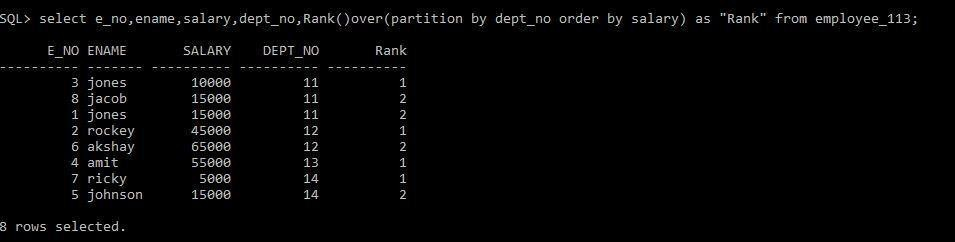 SQL> select e_no,ename,salary,dept_no,Rank()over(partition by dept_no order by salary) as "Rank" from employee_113;
E_NO ENAME SALARY DEPT_NO Rank
---------- ------- ---------- ---------- ----------
3 jones 10000 11 1
8 jacob 15000 11 2
1 jones 15000 11 2
2 rockey 45000 12 1
6 akshay 65000 12 2
4 amit 55000 13 1
7 ricky 5000 14 1
5 johnson 15000 14 2
8 rows selected.